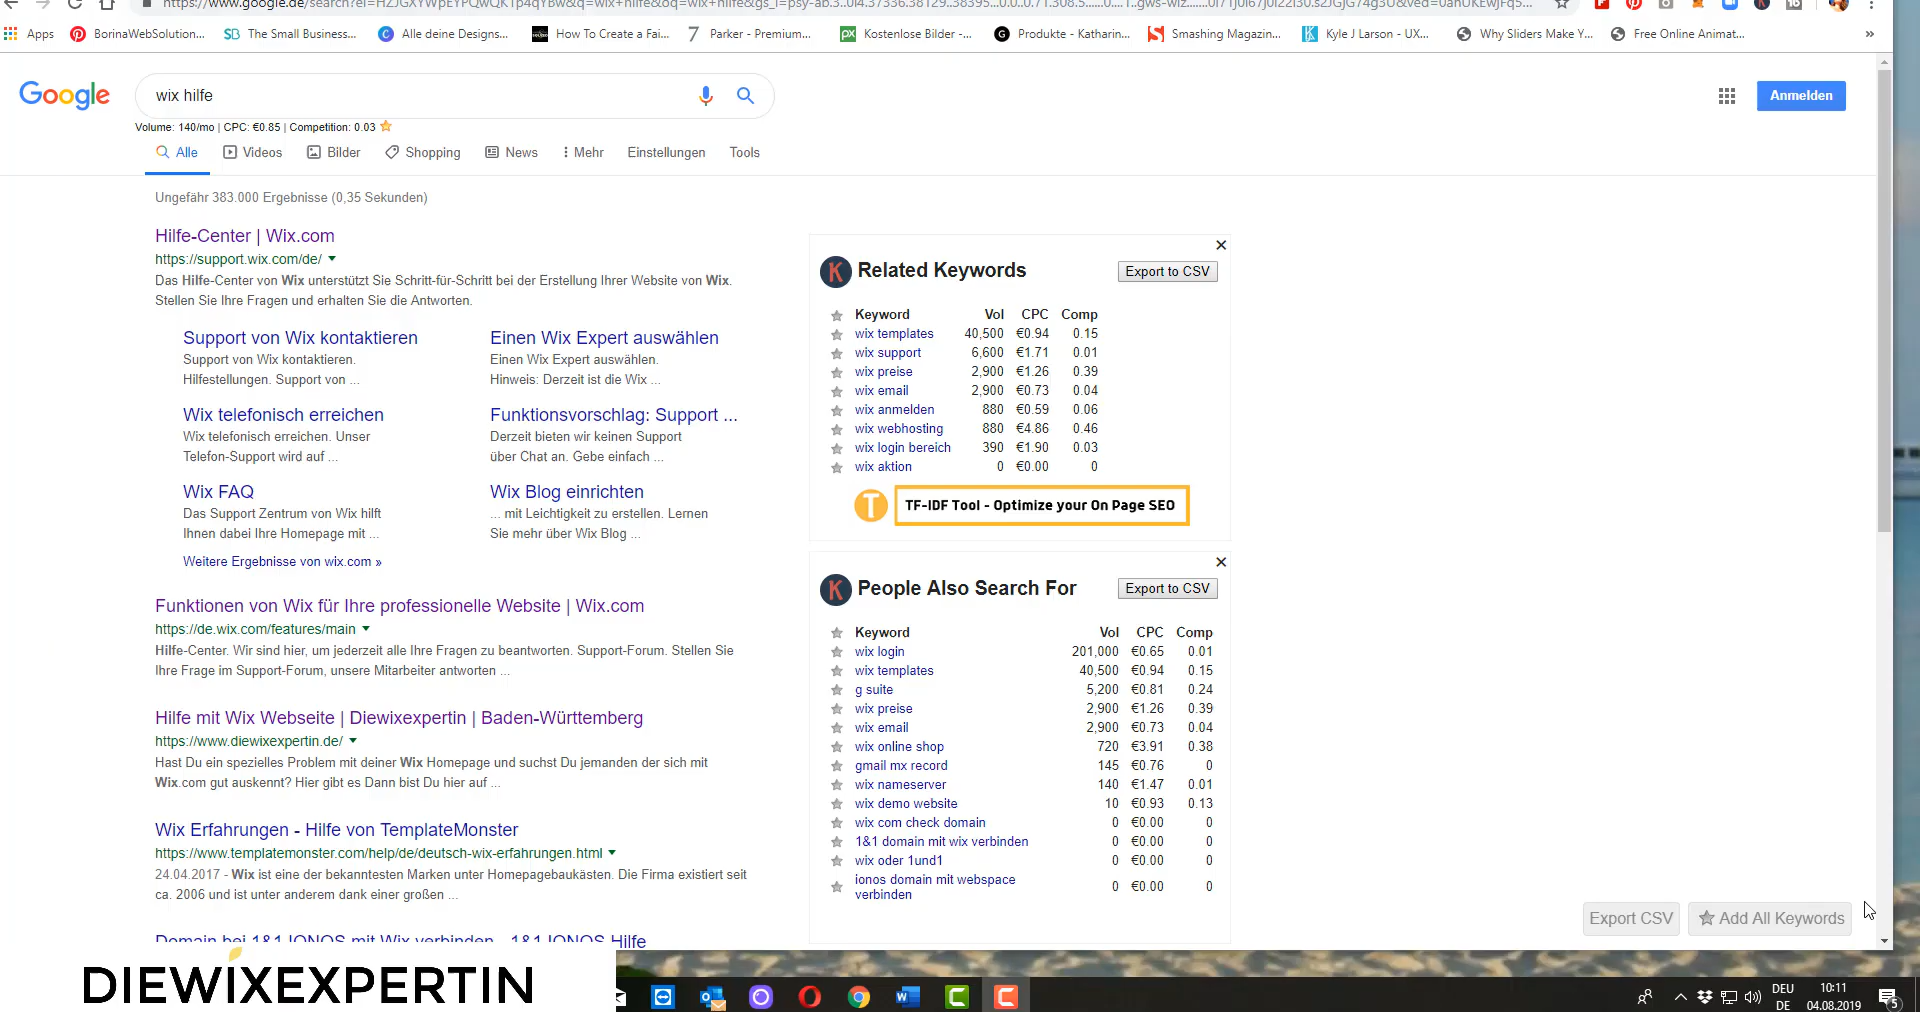 Apps BorinaWebSolution... The Small Business... Alle deine Designs... How To Create a Fai... Parker - Premium... Kostenlose Bilder -... Produkte - Katharin... Smashing Magazin... Kyle J Larson - UX... Why Sliders Make Y... Free Online Animat... »
Google wix hilfe Anmelden
Volume: 140/mo | CPC: €0.85 | Competition: 0.03
Alle Videos Bilder Shopping News Mehr Einstellungen Tools
Ungefähr 383.000 Ergebnisse (0,35 Sekunden)
Hilfe-Center | Wix.com
https://support.wix.com/de/
Das Hilfe-Center von Wix unterstützt Sie Schritt-für-Schritt bei der Erstellung Ihrer Website von Wix.
Stellen Sie Ihre Fragen und erhalten Sie die Antworten.
Support von Wix kontaktieren
Support von Wix kontaktieren.
Hilfestellungen. Support von ...
Einen Wix Expert auswählen
Einen Wix Expert auswählen.
Hinweis: Derzeit ist die Wix ...
Wix telefonisch erreichen
Wix telefonisch erreichen. Unser
Telefon-Support wird auf ...
Funktionsvorschlag: Support ...
Derzeit bieten wir keinen Support
über Chat an. Gebe einfach ...
Wix FAQ
Das Support Zentrum von Wix hilft
Ihnen dabei Ihre Homepage mit ...
Wix Blog einrichten
... mit Leichtigkeit zu erstellen. Lernen
Sie mehr über Wix Blog ...
Weitere Ergebnisse von wix.com »
Funktionen von Wix für Ihre professionelle Website | Wix.com
https://de.wix.com/features/main
Hilfe-Center. Wir sind hier, um jederzeit alle Ihre Fragen zu beantworten. Support-Forum. Stellen Sie
Ihre Frage im Support-Forum, unsere Mitarbeiter antworten ...
Hilfe mit Wix Webseite | Diewixexpertin | Baden-Württemberg
https://www.diewixexpertin.de/
Hast Du ein spezielles Problem mit deiner Wix Homepage und suchst Du jemanden der sich mit
Wix.com gut auskennt? Hier gibt es Dann bist Du hier auf ...
Wix Erfahrungen - Hilfe von TemplateMonster
https://www.templatemonster.com/help/de/deutsch-wix-erfahrungen.html
24.04.2017 - Wix ist eine der bekanntesten Marken unter Homepagebaukästen. Die Firma existiert seit
ca. 2006 und ist unter anderem dank einer großen ...
Domain bei 1&1 IONOS mit Wix verbinden - 1&1 IONOS Hilfe
K Related Keywords Export to CSV
Keyword Vol CPC Comp
wix templates 40,500 €0.94 0.15
wix support 6,600 €1.71 0.01
wix preise 2,900 €1.26 0.39
wix email 2,900 €0.73 0.04
wix anmelden 880 €0.59 0.06
wix webhosting 880 €4.86 0.46
wix login bereich 390 €1.90 0.03
wix aktion 0 €0.00 0
T TF-IDF Tool - Optimize your On Page SEO
K People Also Search For Export to CSV
Keyword Vol CPC Comp
wix login 201,000 €0.65 0.01
wix templates 40,500 €0.94 0.15
g suite 5,200 €0.81 0.24
wix preise 2,900 €1.26 0.39
wix email 2,900 €0.73 0.04
wix online shop 720 €3.91 0.38
gmail mx record 145 €0.76 0
wix nameserver 140 €1.47 0.01
wix demo website 10 €0.93 0.13
wix com check domain 0 €0.00 0
1&1 domain mit wix verbinden 0 €0.00 0
wix oder 1und1 0 €0.00 0
ionos domain mit webspace
verbinden 0 €0.00 0
Export CSV Add All Keywords
DIEWIXEXPERTIN
DEU 10:11
DE 04.08.2019 5